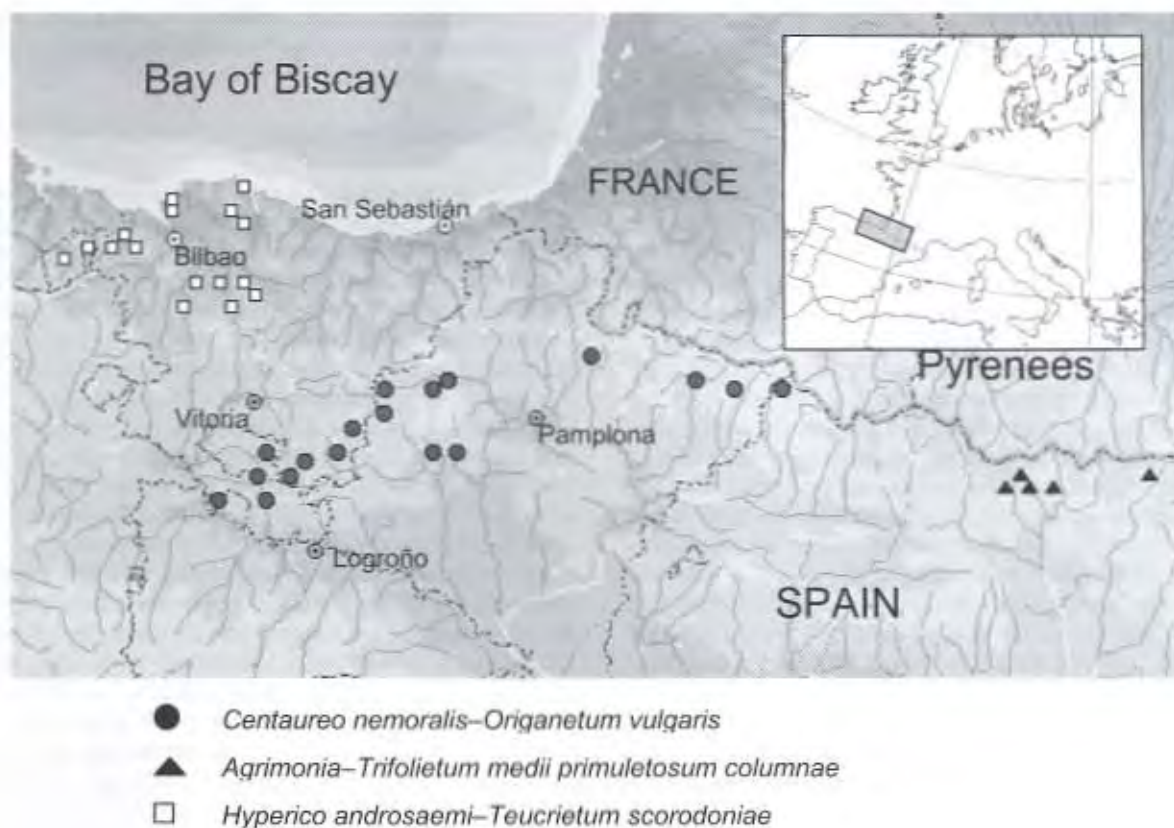 Bay of Biscay
FRANCE
San Sebastián
Bilbao
Pyrenees
Vitoria
Pamplona
Logroño
SPAIN
Centaureo nemoralis–Origanetum vulgaris
Agrimonia–Trifolietum medii primuletosum columnae
Hyperico androsaemi–Teucrietum scorodoniae